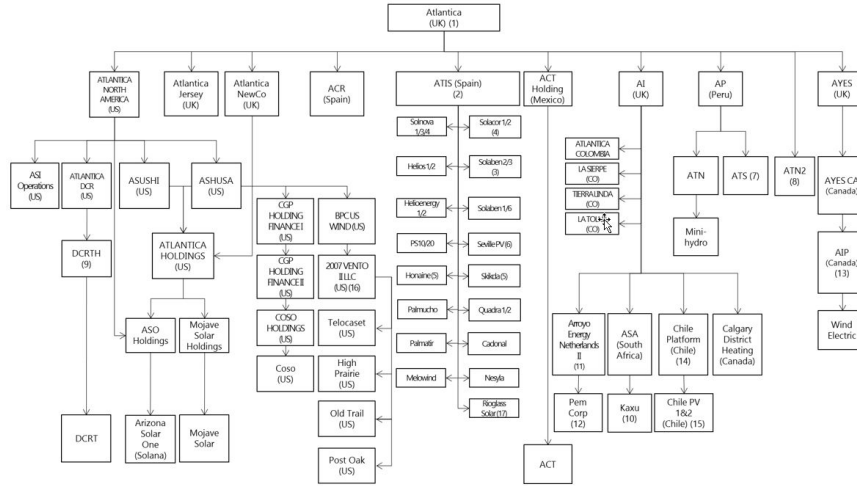 Atlantica
(UK) (1)
ATLANTICA
NORTH
AMERICA
(US)
Atlantica
Jersey
(UK)
Atlantica
NewCo
(UK)
ACR
(Spain)
ATIS (Spain)
(2)
ACT
Holding
(Mexico)
AI
(UK)
AP
(Peru)
AYES
(UK)
Solnova
1/3/4
Solacor 1/2
(4)
Helios 1/2
Solaben 2/3
(3)
Helioenergy
1/2
Solaben 1/6
PS10/20
Seville PV (6)
Honaine (5)
Skikda (5)
Palmucho
Quadra 1/2
Palmatir
Cadonal
Melowind
Nesyla
Rioglass
Solar (17)
ASI
Operations
(US)
ATLANTICA
DCR
(US)
ASUSHI
(US)
ASHUSA
(US)
DCRTH
(9)
ATLANTICA
HOLDINGS
(US)
CGP
HOLDING
FINANCE I
(US)
BPC US
WIND (US)
CGP
HOLDING
FINANCE II
(US)
2007 VENTO
II LLC
(US) (16)
COSO
HOLDINGS
(US)
Coso
(US)
Telocaset
(US)
High
Prairie
(US)
Old Trail
(US)
Post Oak
(US)
ASO
Holdings
Mojave
Solar
Holdings
DCRT
Arizona
Solar
One
(Solana)
Mojave
Solar
ACT
ATLANTICA
COLOMBIA
LA SIERPE
(CO)
TIERRA LINDA
(CO)
(CO)
ATN
ATS (7)
ATN2
(8)
Mini-
hydro
AYES CA
(Canada)
AIP
(Canada)
(13)
Wind
Electric
Arroyo
Energy
Netherlands
II
(11)
ASA
(South
Africa)
Chile
Platform
(Chile)
(14)
Calgary
District
Heating
(Canada)
Pem
Corp
(12)
Kaxu
(10)
Chile PV
1&2
(Chile) (15)